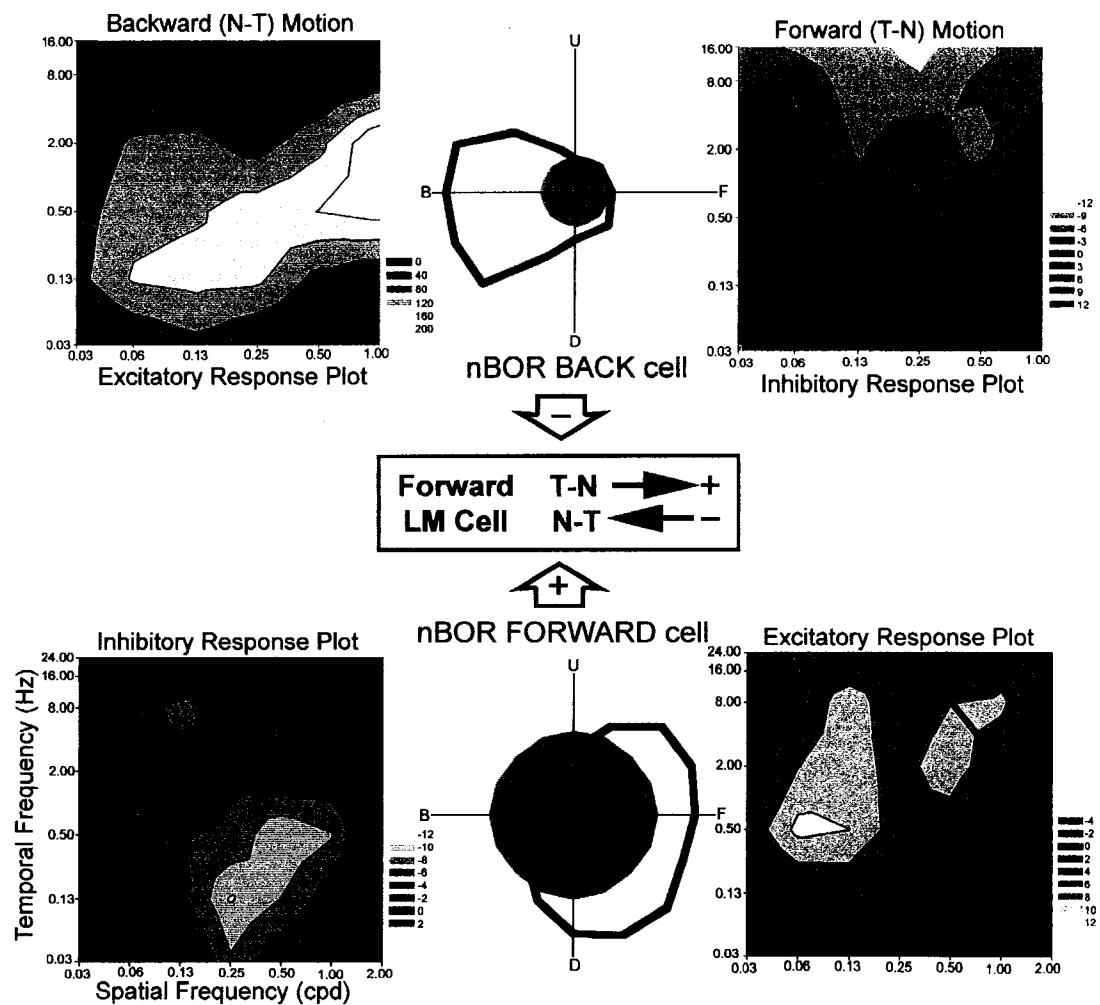 Backward (N-T) Motion
Forward (T-N) Motion
16.00
8.00
2.00
0.50
0.13
0.03
0.03 0.06 0.13 0.25 0.50 1.00
Excitatory Response Plot
0
40
80
120
160
200
U
B
F
D
nBOR BACK cell
16.00
8.00
2.00
0.50
0.13
0.03
0.03 0.06 0.13 0.25 0.50 1.00
Inhibitory Response Plot
-12
-9
-6
-3
0
3
6
9
12
−
Forward T-N +
LM Cell N-T −
+
nBOR FORWARD cell
Inhibitory Response Plot
Temporal Frequency (Hz)
24.00
16.00
8.00
2.00
0.50
0.13
0.03
0.03 0.06 0.13 0.25 0.50 1.00 2.00
Spatial Frequency (cpd)
-12
-10
-8
-6
-4
-2
0
2
U
B
F
D
Excitatory Response Plot
24.00
16.00
8.00
2.00
0.50
0.13
0.03
0.03 0.06 0.13 0.25 0.50 1.00 2.00
-4
-2
0
2
4
6
8
10
12